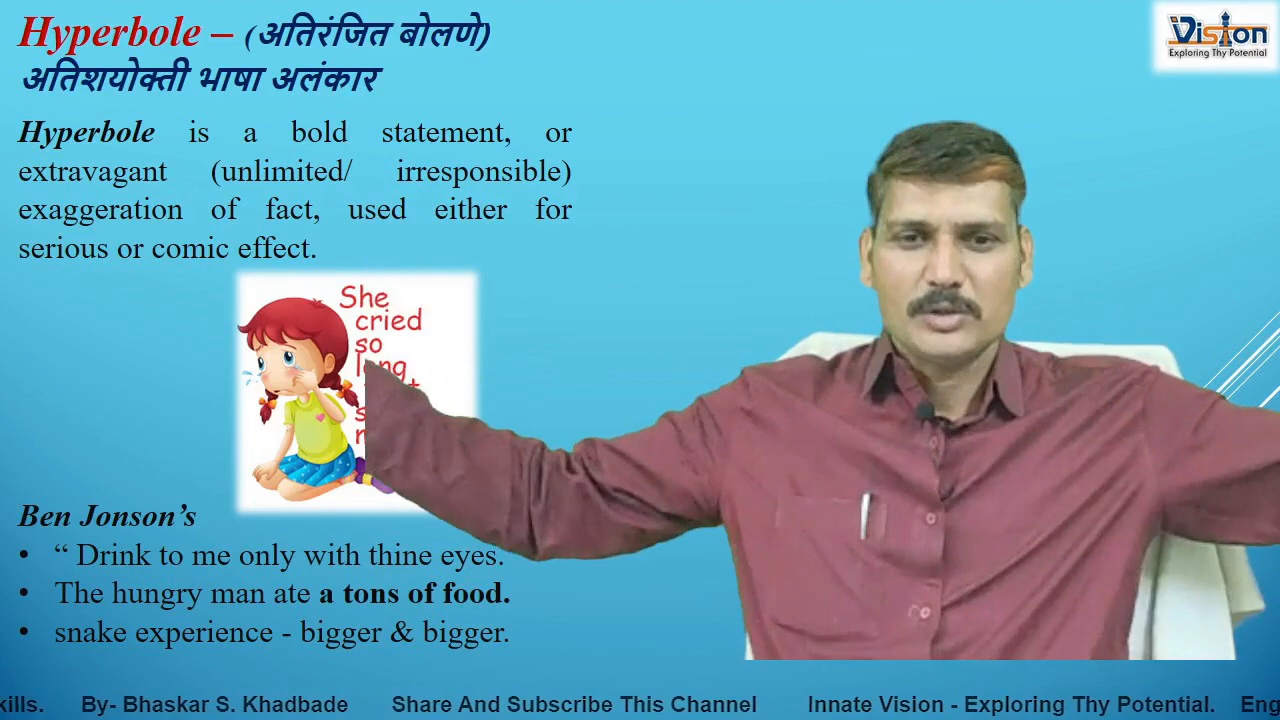 Hyperbole – (अतिरंजित बोलणे)
अतिशयोक्ती भाषा अलंकार
Vision
Exploring Thy Potential
Hyperbole is a bold statement, or
extravagant (unlimited/ irresponsible)
exaggeration of fact, used either for
serious or comic effect.
She
cried
so
long
Ben Jonson’s
• “ Drink to me only with thine eyes.
• The hungry man ate a tons of food.
• snake experience - bigger & bigger.
By- Bhaskar S. Khadbade Share And Subscribe This Channel Innate Vision - Exploring Thy Potential.